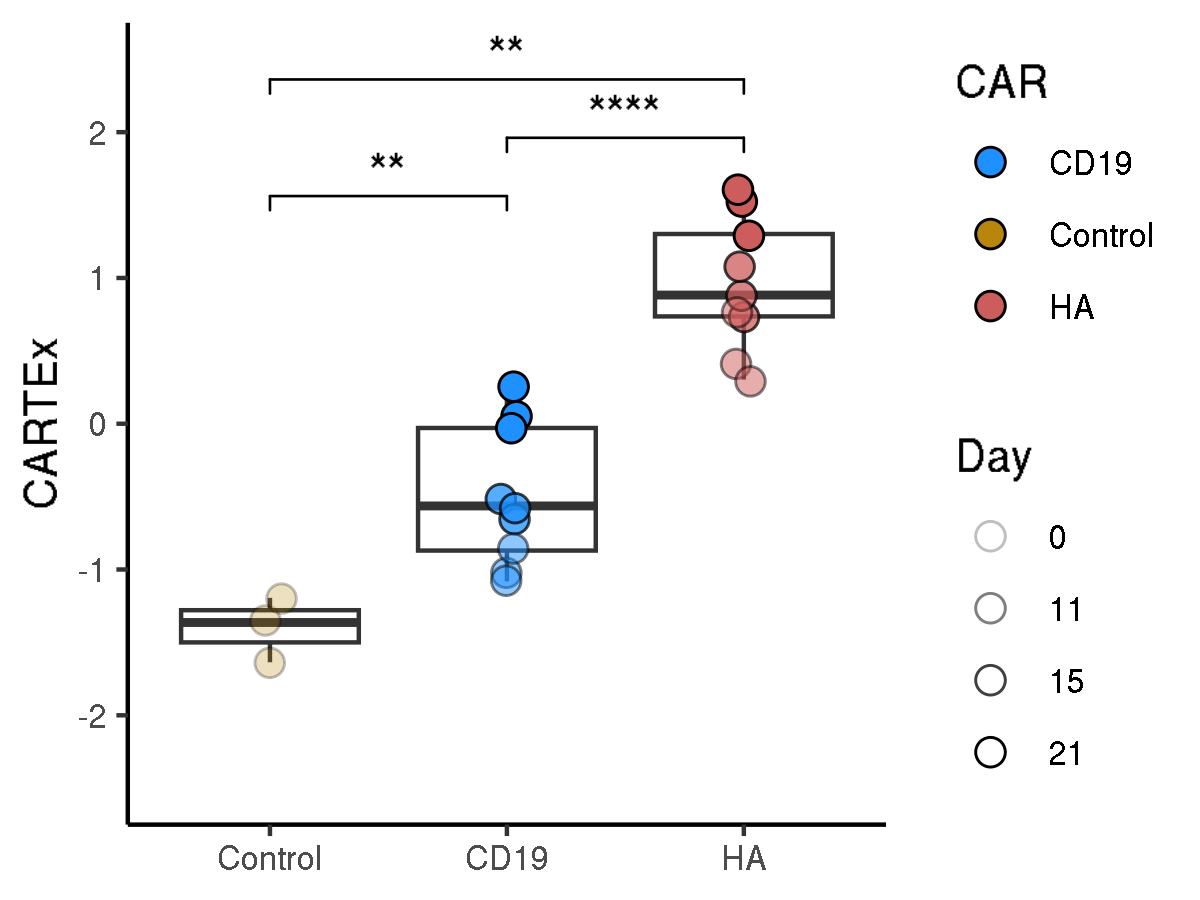 **
****
**
2
1
0
-1
-2
CARTEx
Control
CD19
HA
CAR
CD19
Control
HA
Day
0
11
15
21